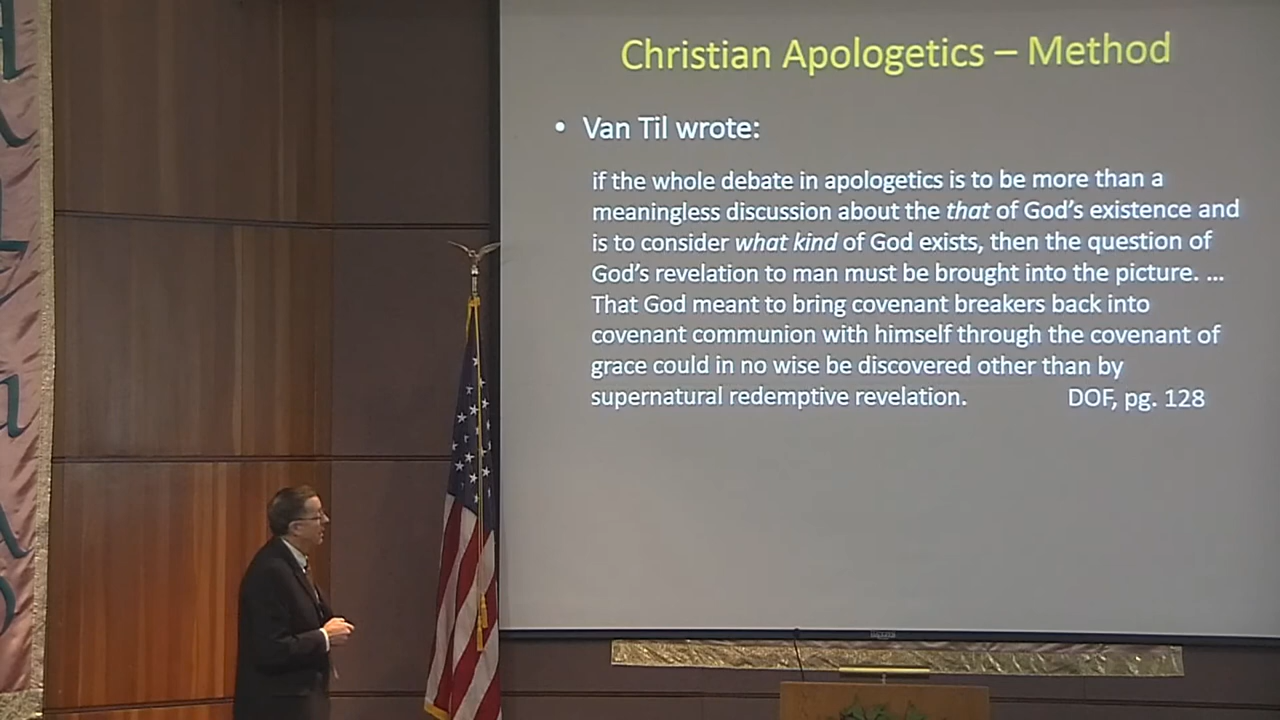 Christian Apologetics – Method
• Van Til wrote:
if the whole debate in apologetics is to be more than a
meaningless discussion about the that of God's existence and
is to consider what kind of God exists, then the question of
God's revelation to man must be brought into the picture. ...
That God meant to bring covenant breakers back into
covenant communion with himself through the covenant of
grace could in no wise be discovered other than by
supernatural redemptive revelation. DOF, pg. 128